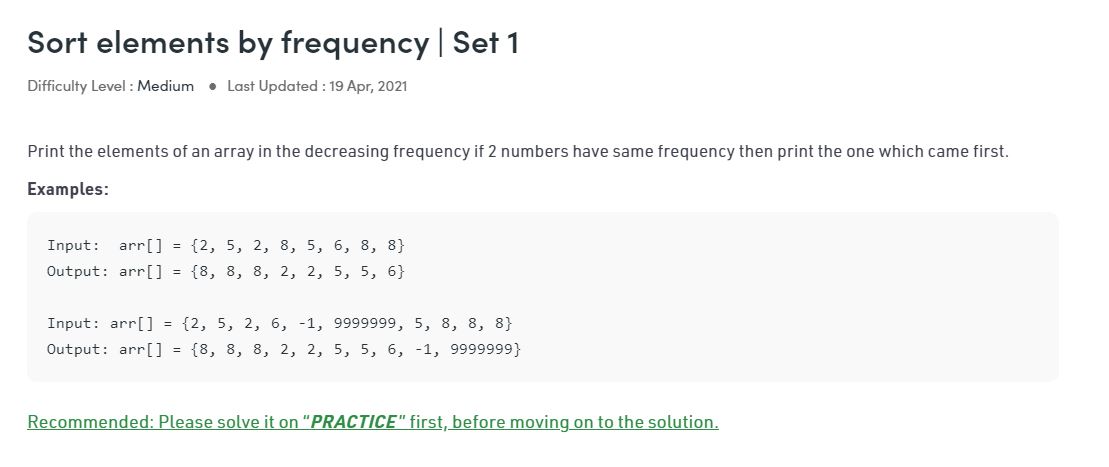 Sort elements by frequency | Set 1
Difficulty Level : Medium ● Last Updated : 19 Apr, 2021
Print the elements of an array in the decreasing frequency if 2 numbers have same frequency then print the one which came first.
Examples:
Input:  arr[] = {2, 5, 2, 8, 5, 6, 8, 8}
Output: arr[] = {8, 8, 8, 2, 2, 5, 5, 6}
Input: arr[] = {2, 5, 2, 6, -1, 9999999, 5, 8, 8, 8}
Output: arr[] = {8, 8, 8, 2, 2, 5, 5, 6, -1, 9999999}
Recommended: Please solve it on “PRACTICE” first, before moving on to the solution.